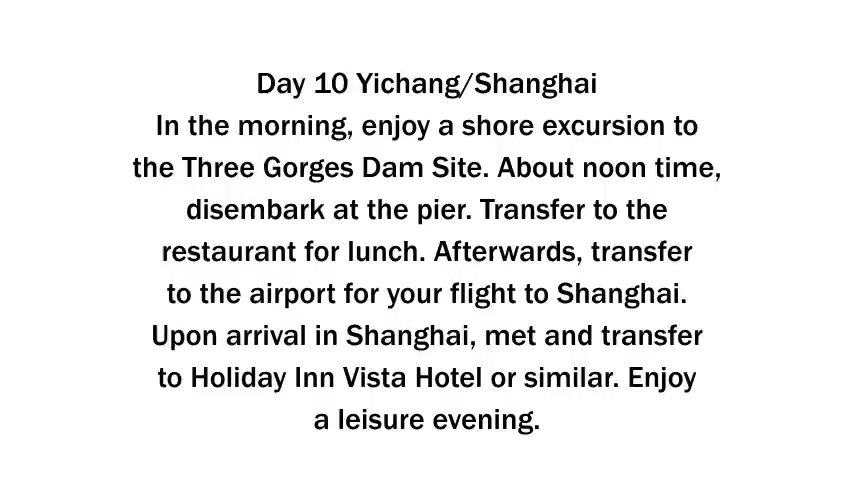 Day 10 Yichang/Shanghai
In the morning, enjoy a shore excursion to
the Three Gorges Dam Site. About noon time,
disembark at the pier. Transfer to the
restaurant for lunch. Afterwards, transfer
to the airport for your flight to Shanghai.
Upon arrival in Shanghai, met and transfer
to Holiday Inn Vista Hotel or similar. Enjoy
a leisure evening.